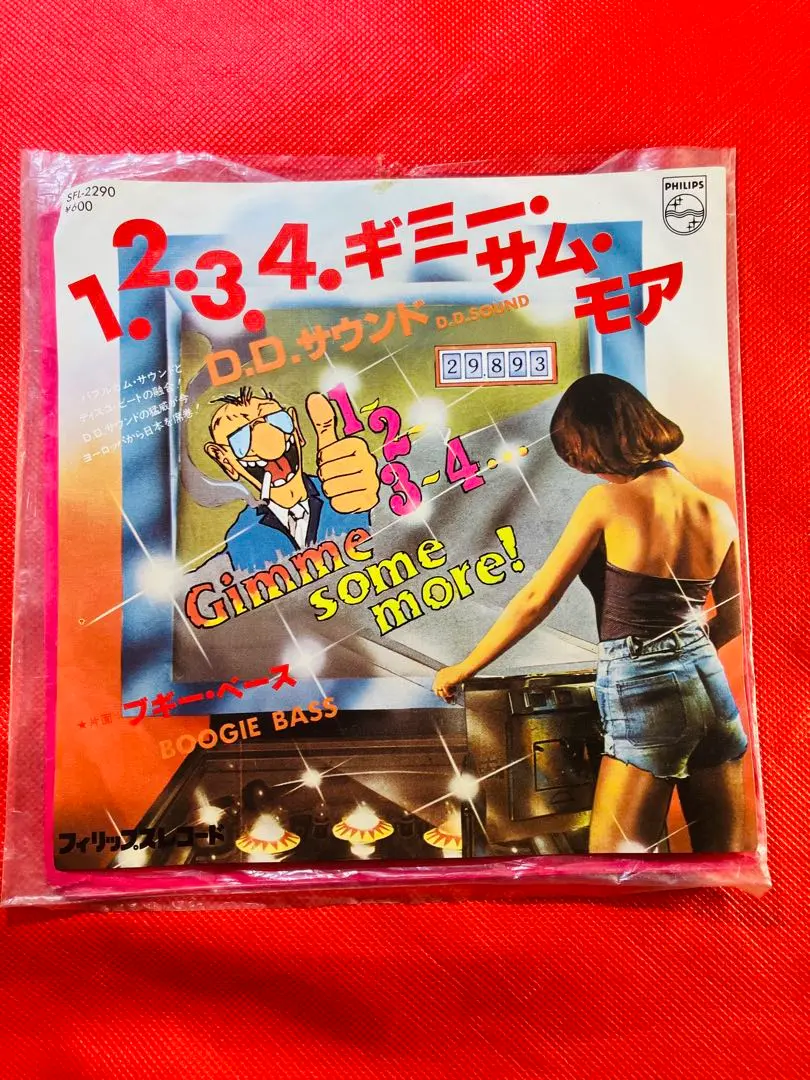 SFL-2290
¥600
PHILIPS
1.2.3.4.ギミー・
サム・
モア
D.D.サウンド D.D.SOUND
29.893
パフル・ム・サウンドと
ディスコ・ビートの融合!
D.D.サウンドの猛威が今
ヨーロッパから日本を席巻!
1~2~
3~4...
Gimme
some
more!
★片面 ブギー・ベース
BOOGIE BASS
フィリップス・レコード